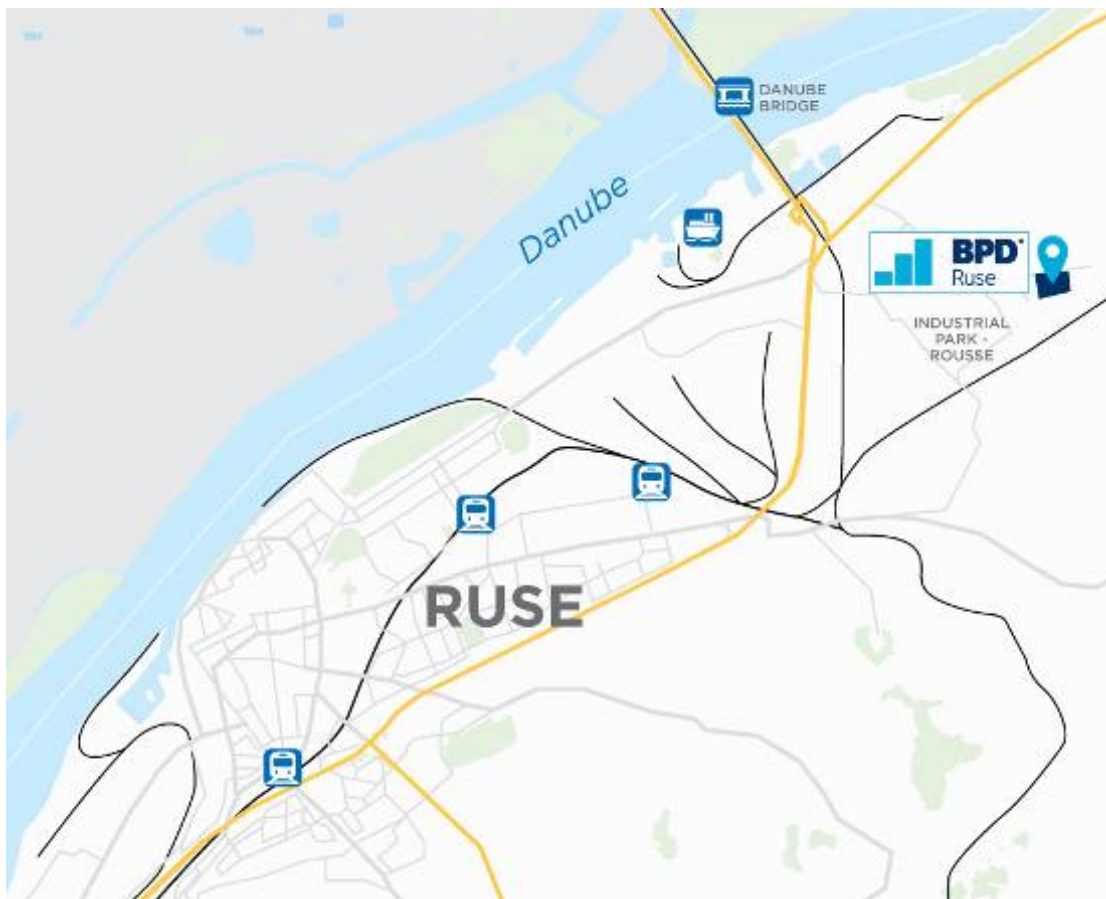 DANUBE
BRIDGE
Danube
BPD
Ruse
INDUSTRIAL
PARK -
ROUSSE
RUSE